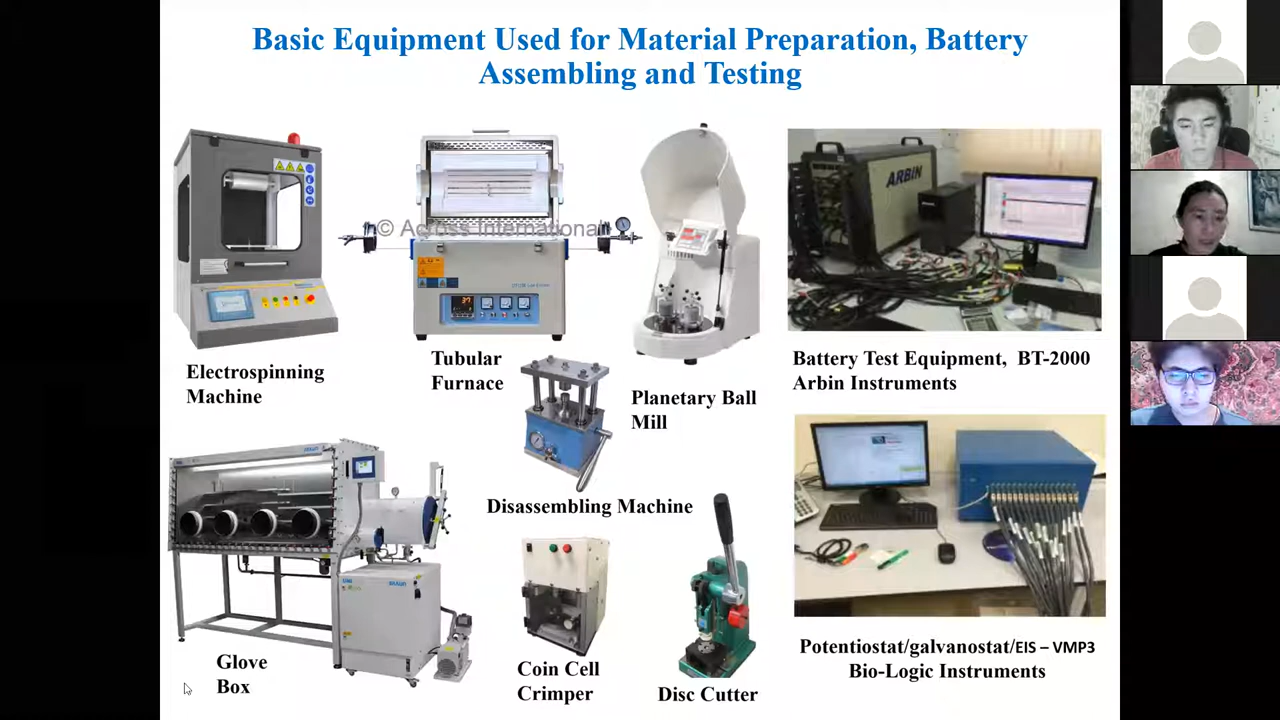 Basic Equipment Used for Material Preparation, Battery
Assembling and Testing
© Across International
ARBIN
37
Electrospinning
Machine
Tubular
Furnace
Planetary Ball
Mill
Battery Test Equipment, BT-2000
Arbin Instruments
Disassembling Machine
Glove
Box
Coin Cell
Crimper
Disc Cutter
Potentiostat/galvanostat/EIS – VMP3
Bio-Logic Instruments